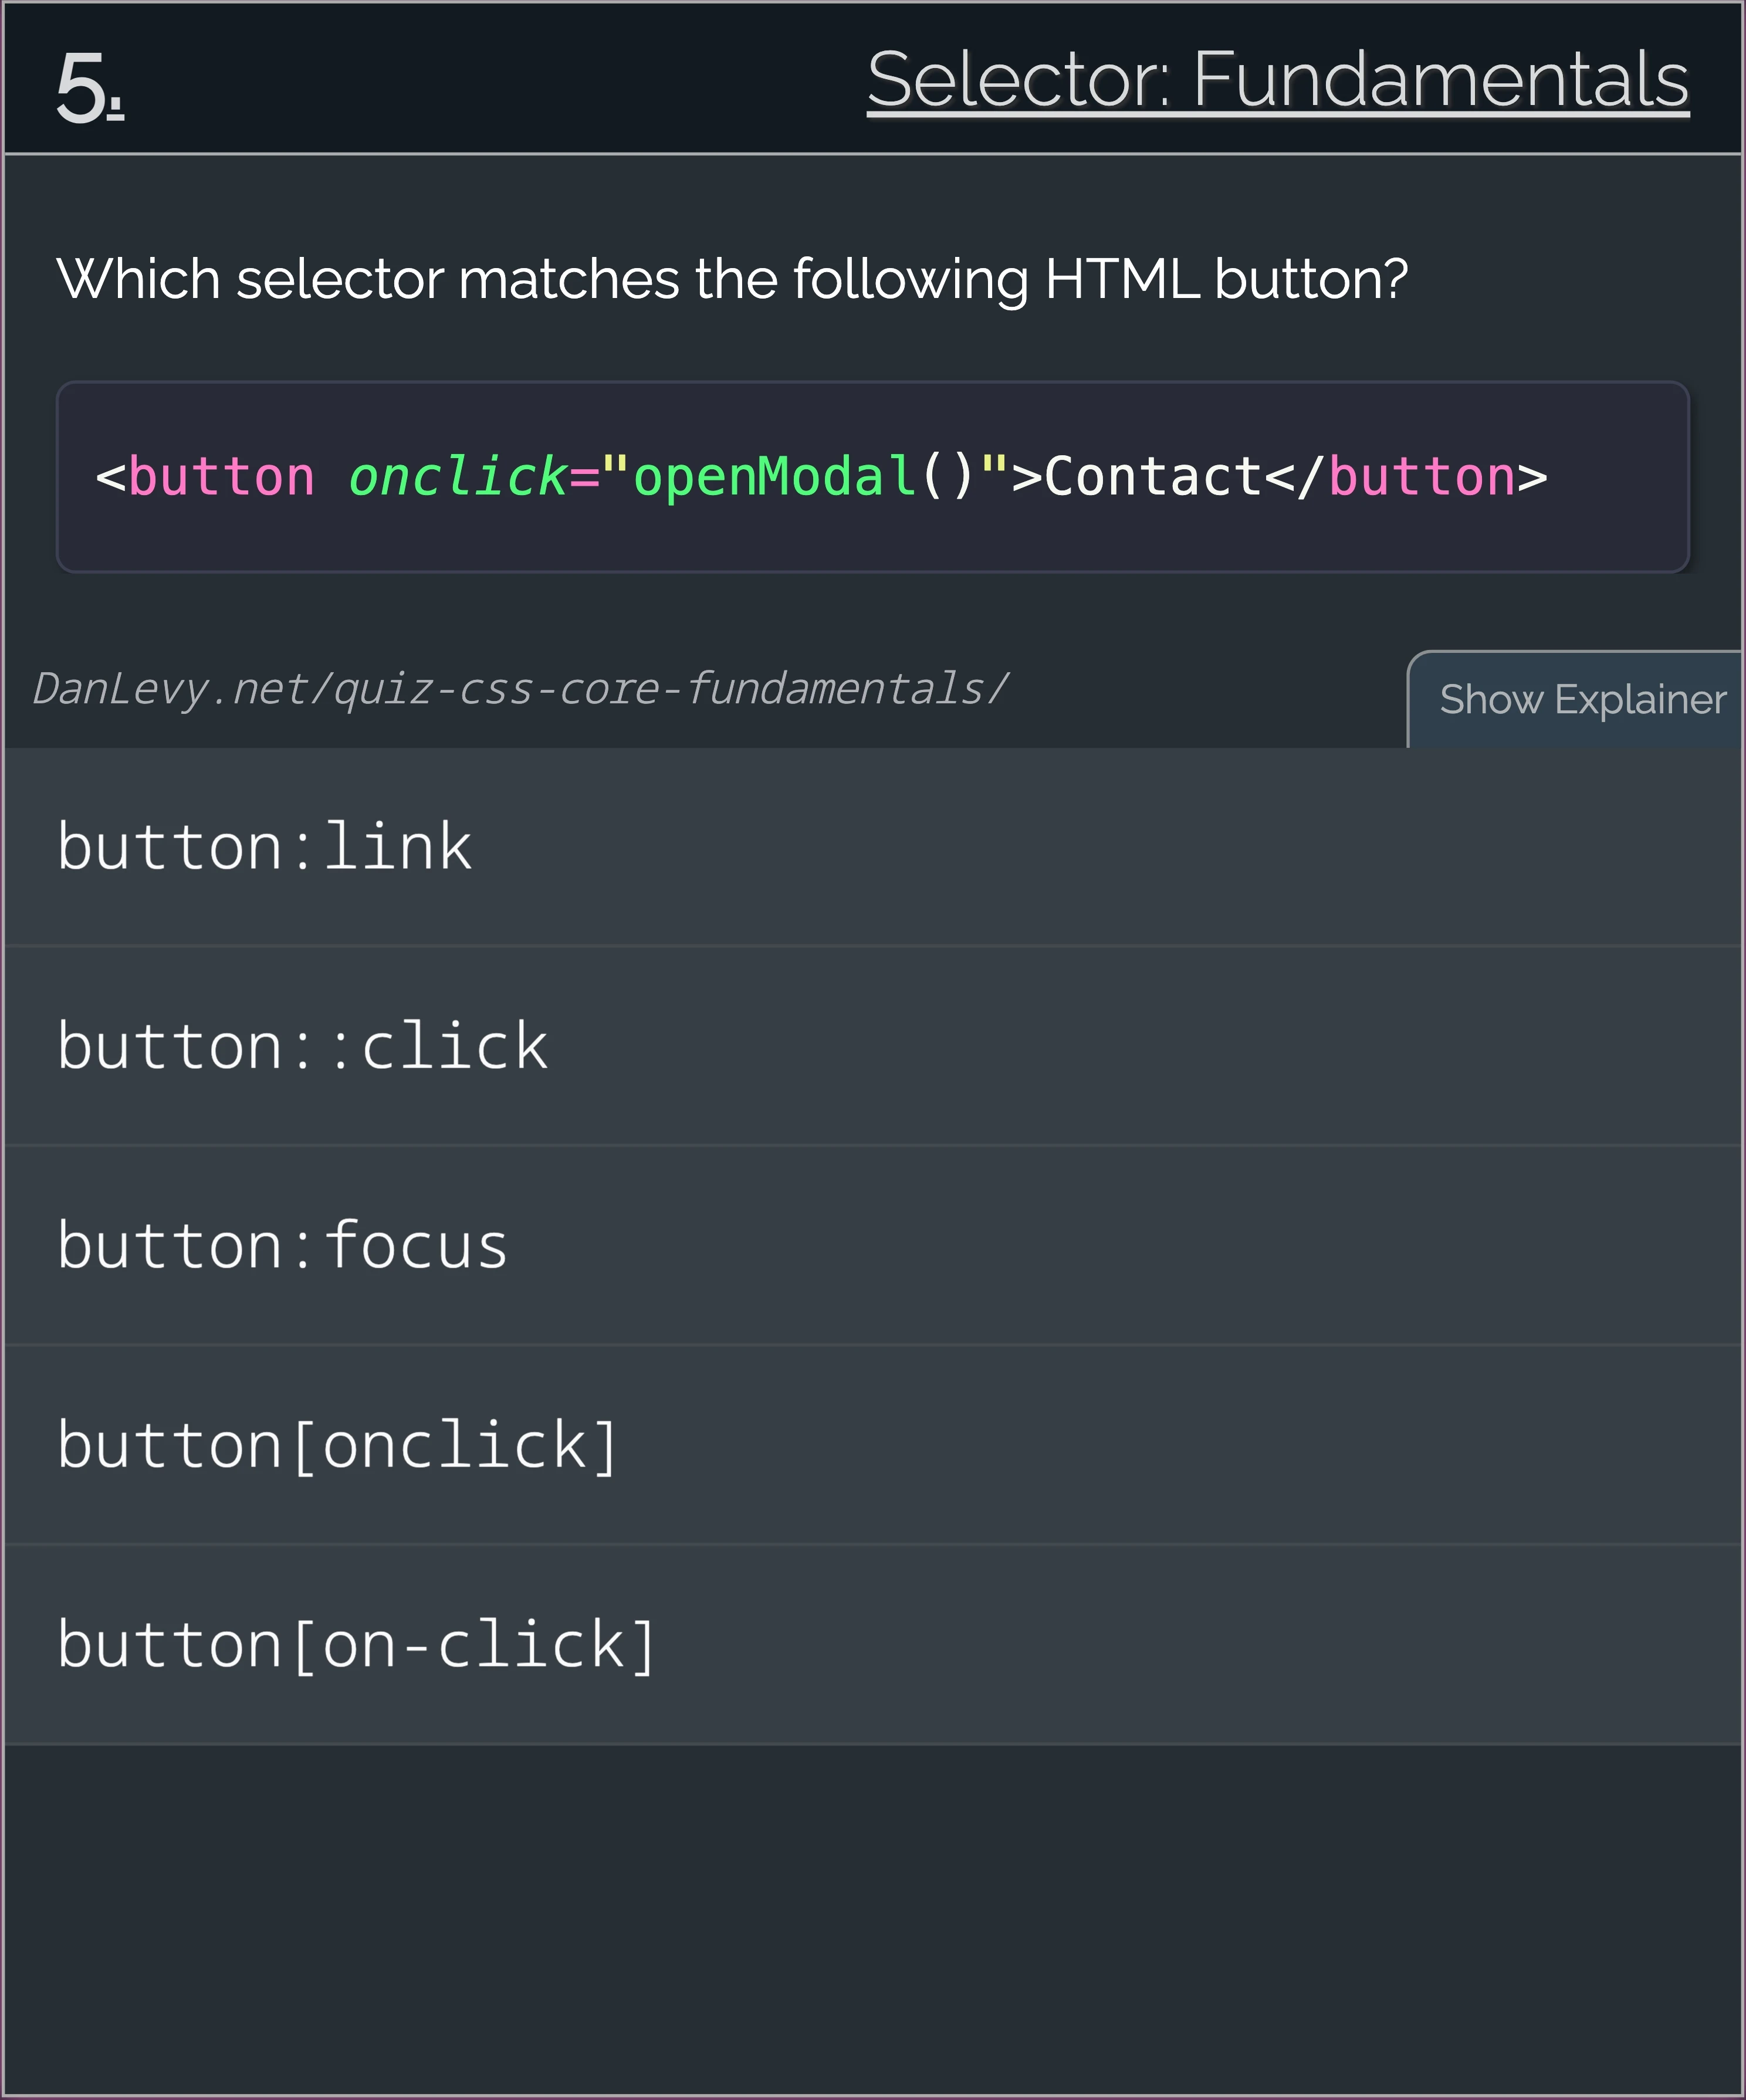 5.
Selector: Fundamentals
Which selector matches the following HTML button?
<button onclick="openModal()">Contact</button>
DanLevy.net/quiz-css-core-fundamentals/
Show Explainer
button:link
button::click
button:focus
button[onclick]
button[on-click]